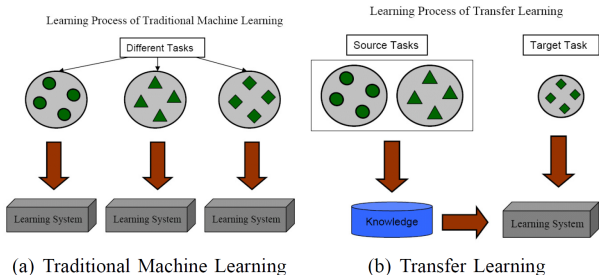 Learning Process of Traditional Machine Learning
Different Tasks
Learning System
Learning System
Learning System
(a) Traditional Machine Learning
Learning Process of Transfer Learning
Source Tasks
Target Task
Knowledge
Learning System
(b) Transfer Learning